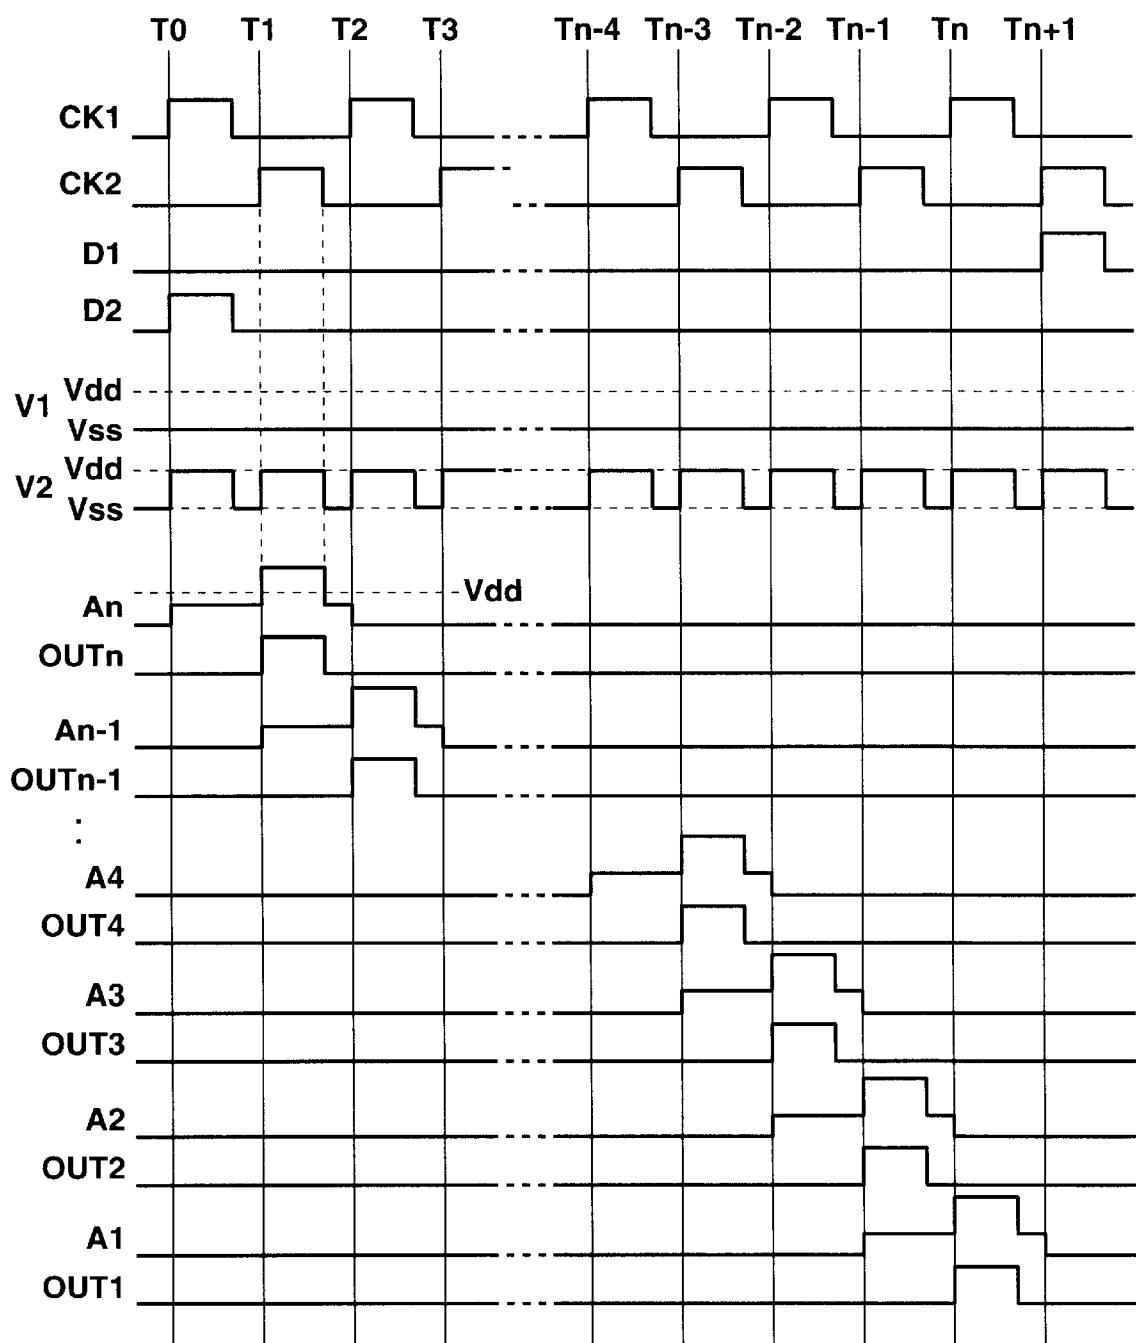 T0 T1 T2 T3 Tn-4 Tn-3 Tn-2 Tn-1 Tn Tn+1
CK1
CK2
D1
D2
V1 Vdd
Vss
V2 Vdd
Vss
Vdd
An
OUTn
An-1
OUTn-1
:
A4
OUT4
A3
OUT3
A2
OUT2
A1
OUT1